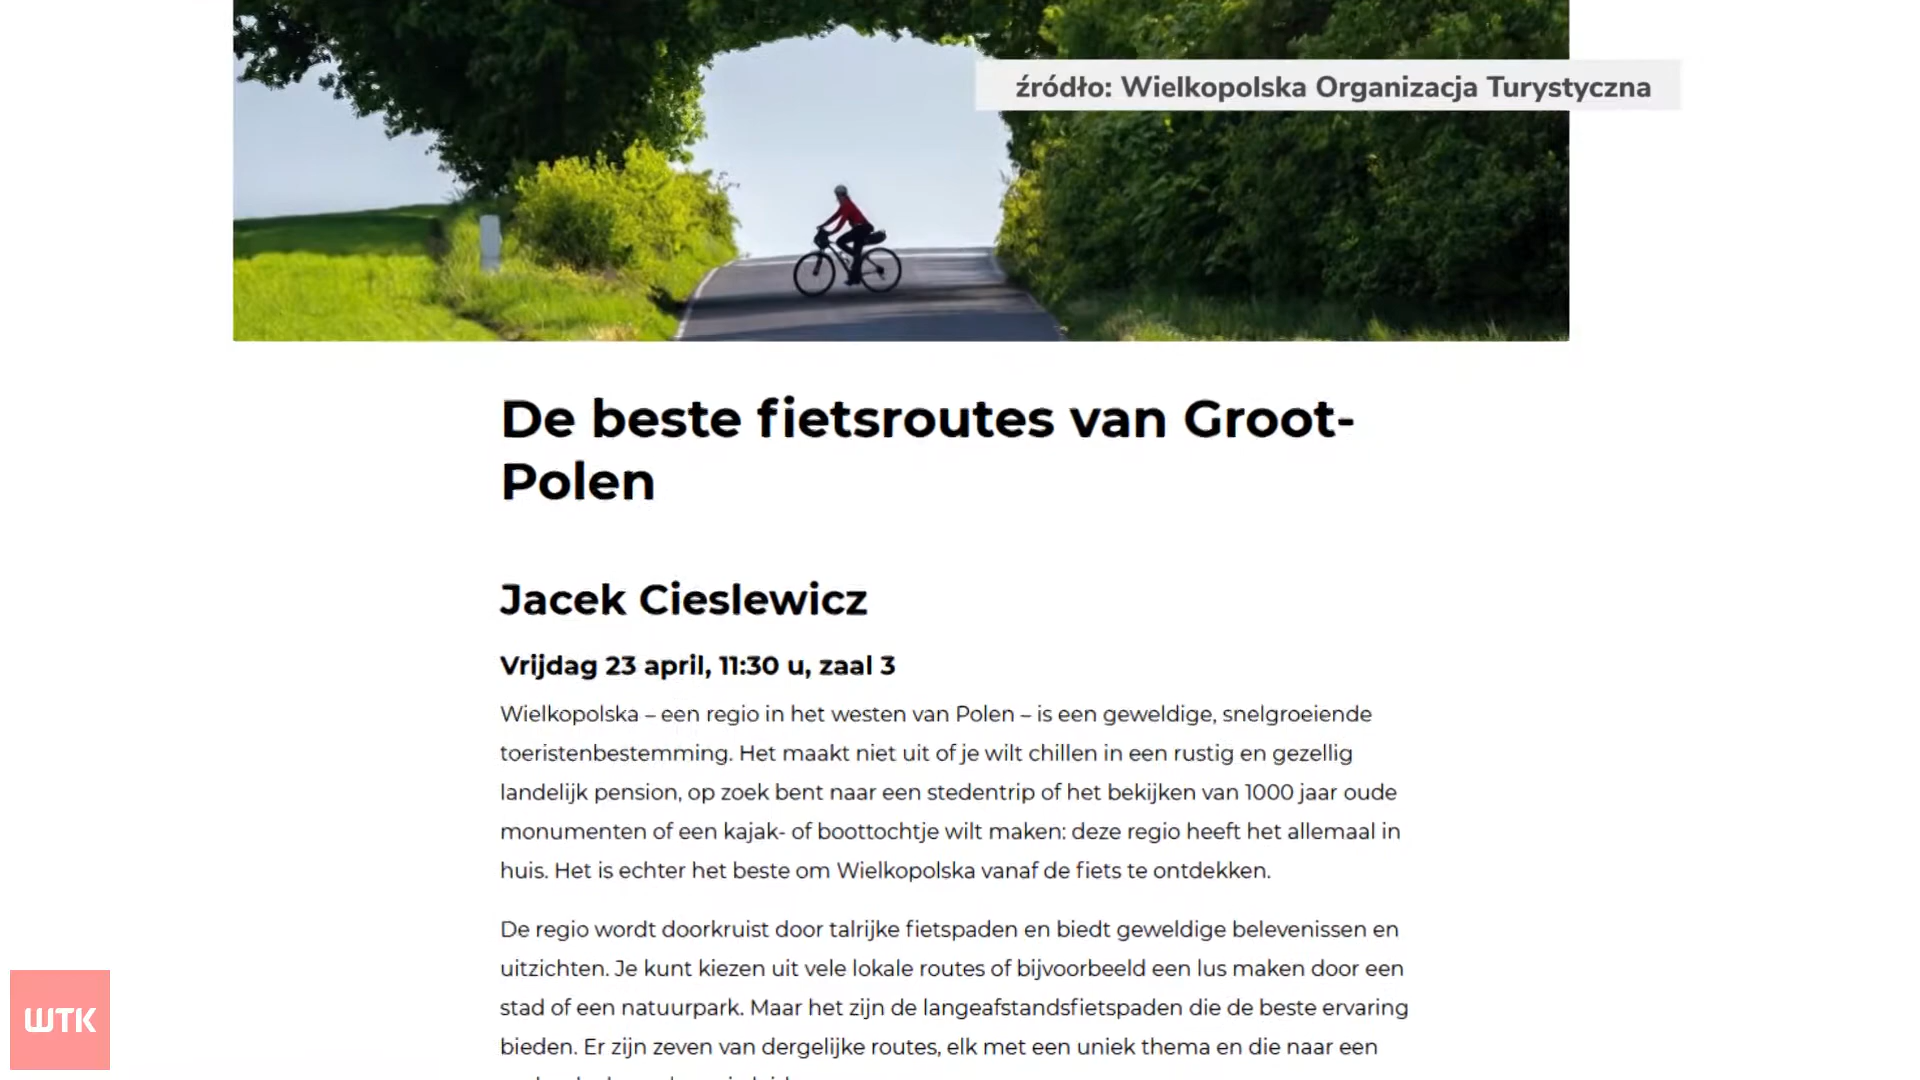 źródło: Wielkopolska Organizacja Turystyczna
De beste fietsroutes van Groot-
Polen
Jacek Cieslewicz
Vrijdag 23 april, 11:30 u, zaal 3
Wielkopolska – een regio in het westen van Polen – is een geweldige, snelgroeiende
toeristenbestemming. Het maakt niet uit of je wilt chillen in een rustig en gezellig
landelijk pension, op zoek bent naar een stedentrip of het bekijken van 1000 jaar oude
monumenten of een kajak- of boottochtje wilt maken: deze regio heeft het allemaal in
huis. Het is echter het beste om Wielkopolska vanaf de fiets te ontdekken.
De regio wordt doorkruist door talrijke fietspaden en biedt geweldige belevenissen en
uitzichten. Je kunt kiezen uit vele lokale routes of bijvoorbeeld een lus maken door een
stad of een natuurpark. Maar het zijn de langeafstandsfietspaden die de beste ervaring
bieden. Er zijn zeven van dergelijke routes, elk met een uniek thema en die naar een
WTK